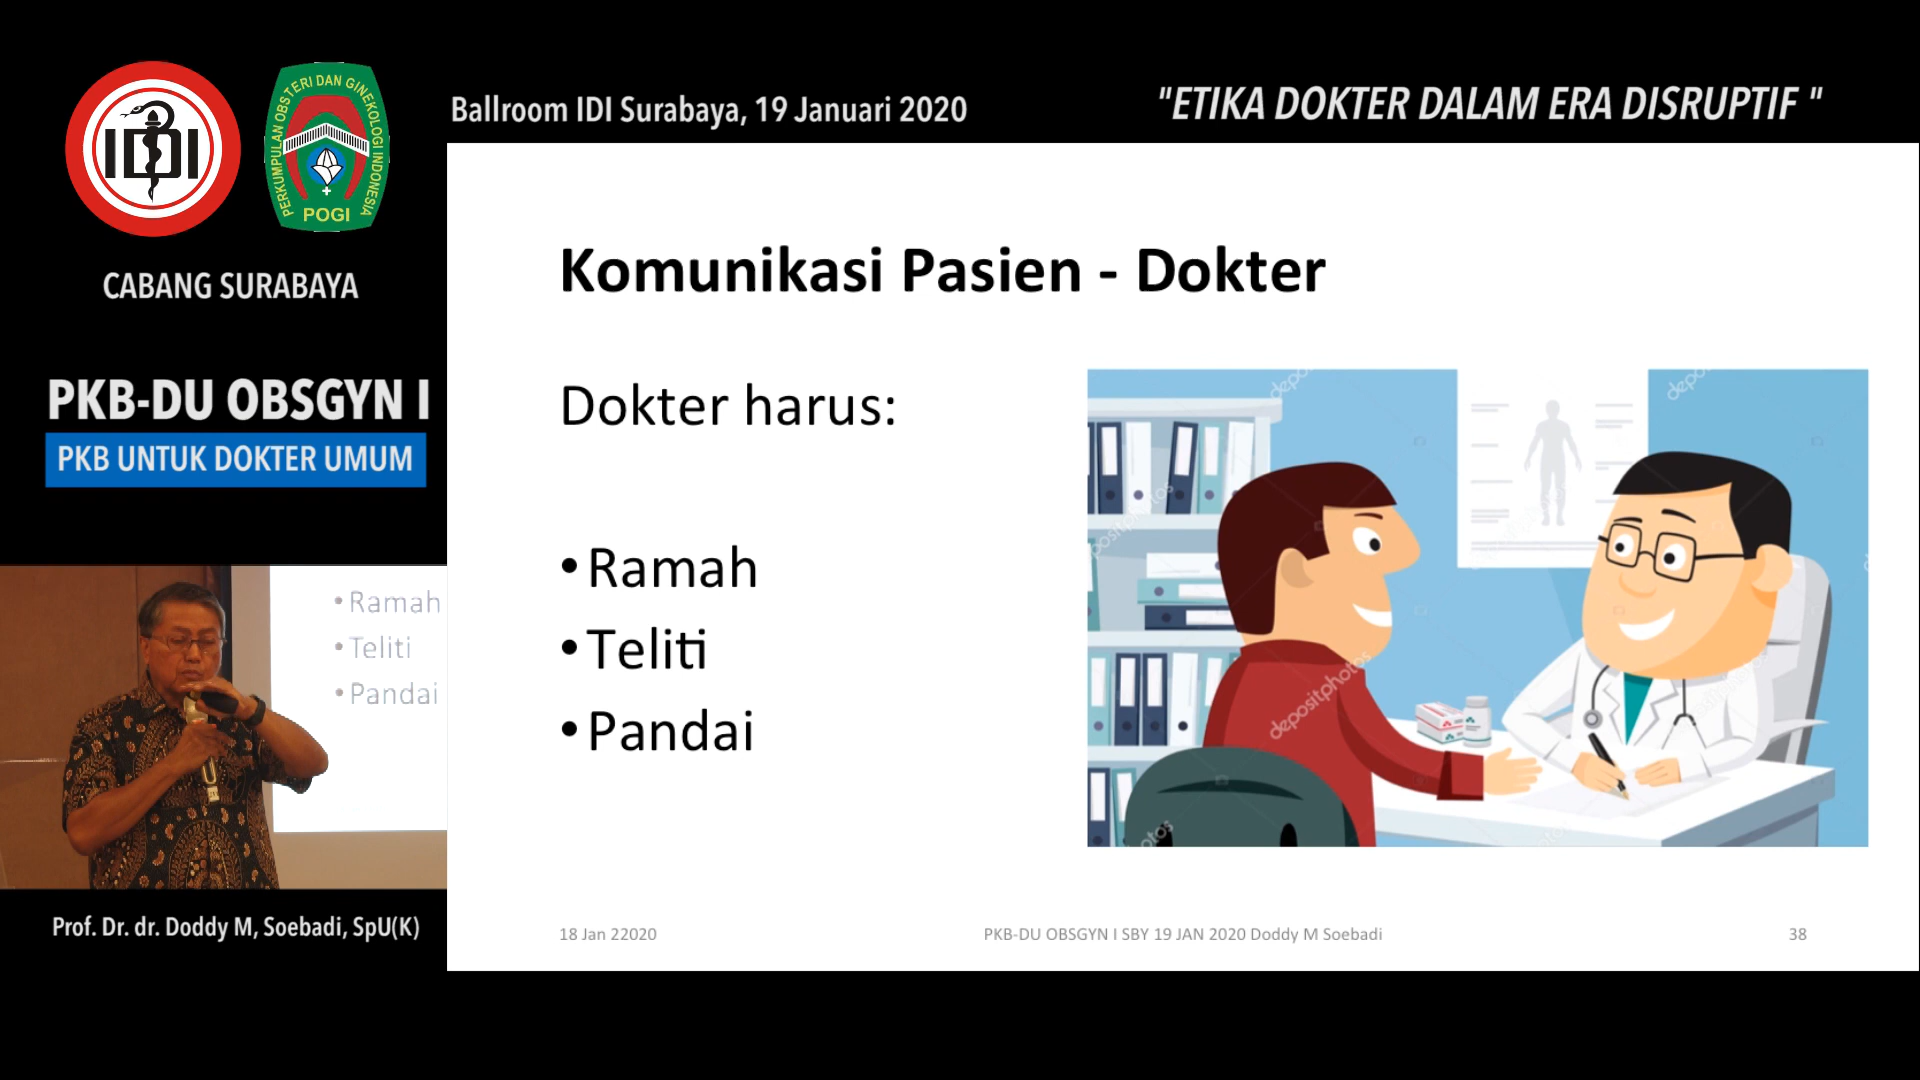 IDI
PERKUMPULAN OBSTERI DAN GINEKOLOGI INDONESIA
POGI
CABANG SURABAYA
PKB-DU OBSGYN I
PKB UNTUK DOKTER UMUM
Ballroom IDI Surabaya, 19 Januari 2020
"ETIKA DOKTER DALAM ERA DISRUPTIF "
Komunikasi Pasien - Dokter
Dokter harus:
•Ramah
•Teliti
•Pandai
depositphotos
•Ramah
•Teliti
•Pandai
Prof. Dr. dr. Doddy M, Soebadi, SpU(K)
18 Jan 22020
PKB-DU OBSGYN I SBY 19 JAN 2020 Doddy M Soebadi
38